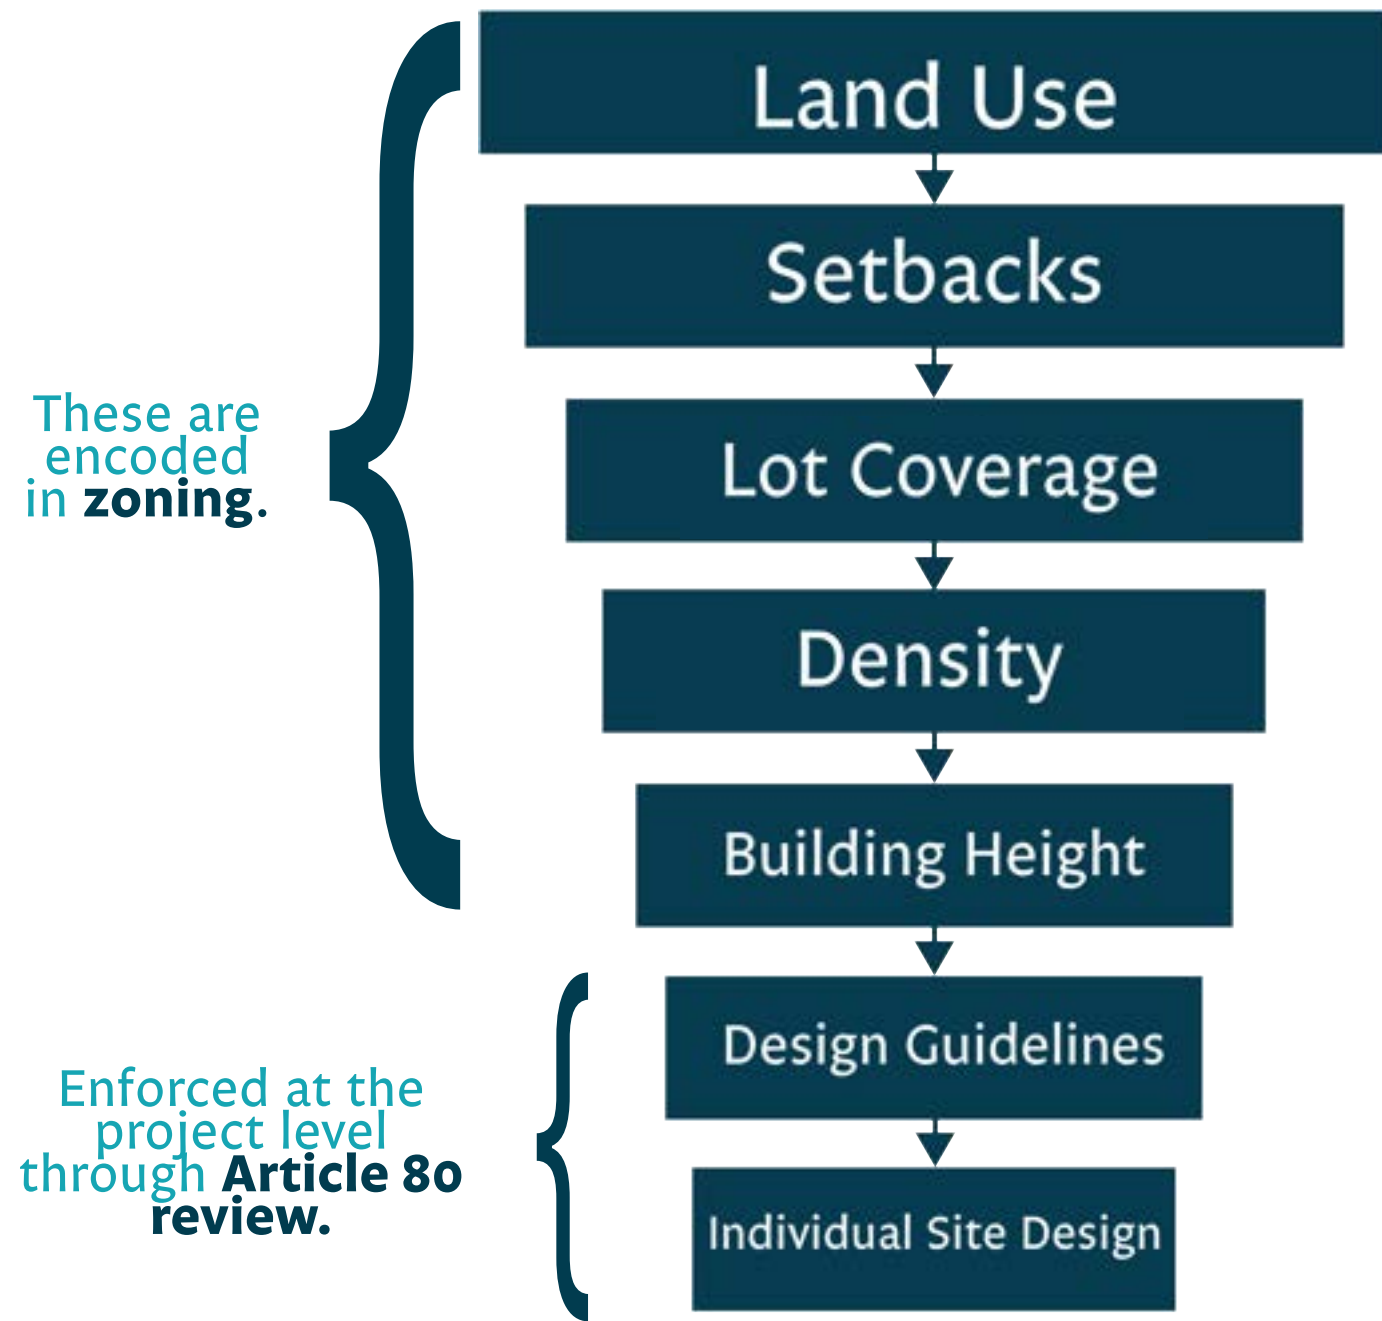 Land Use
Setbacks
Lot Coverage
Density
Building Height
These are
encoded
in zoning.
Design Guidelines
Individual Site Design
Enforced at the
project level
through Article 80
review.